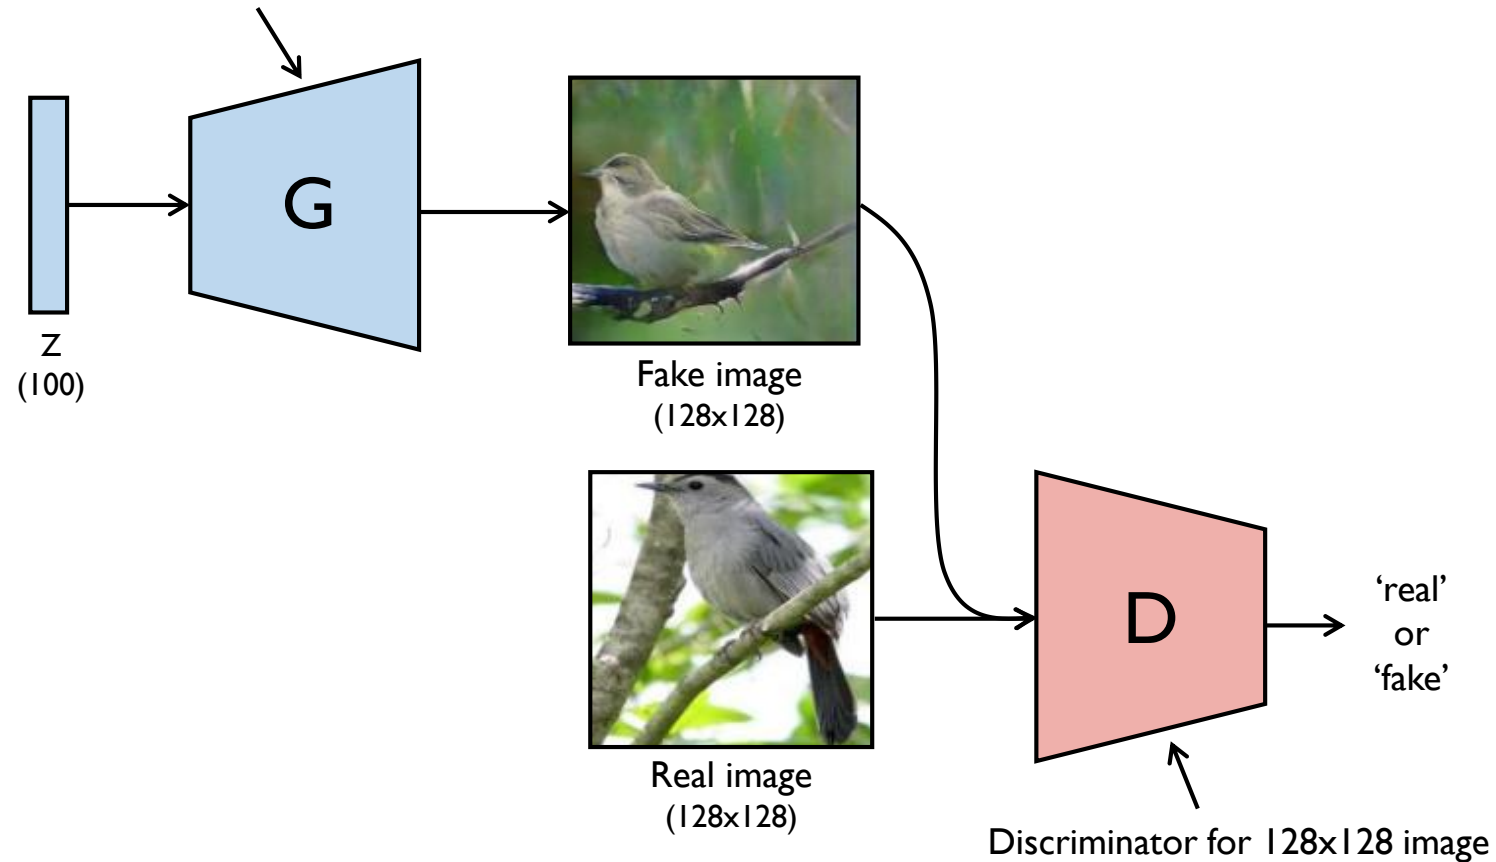 G
z
(100)
Fake image
(128x128)
Real image
(128x128)
D
‘real’
or
‘fake’
Discriminator for 128x128 image